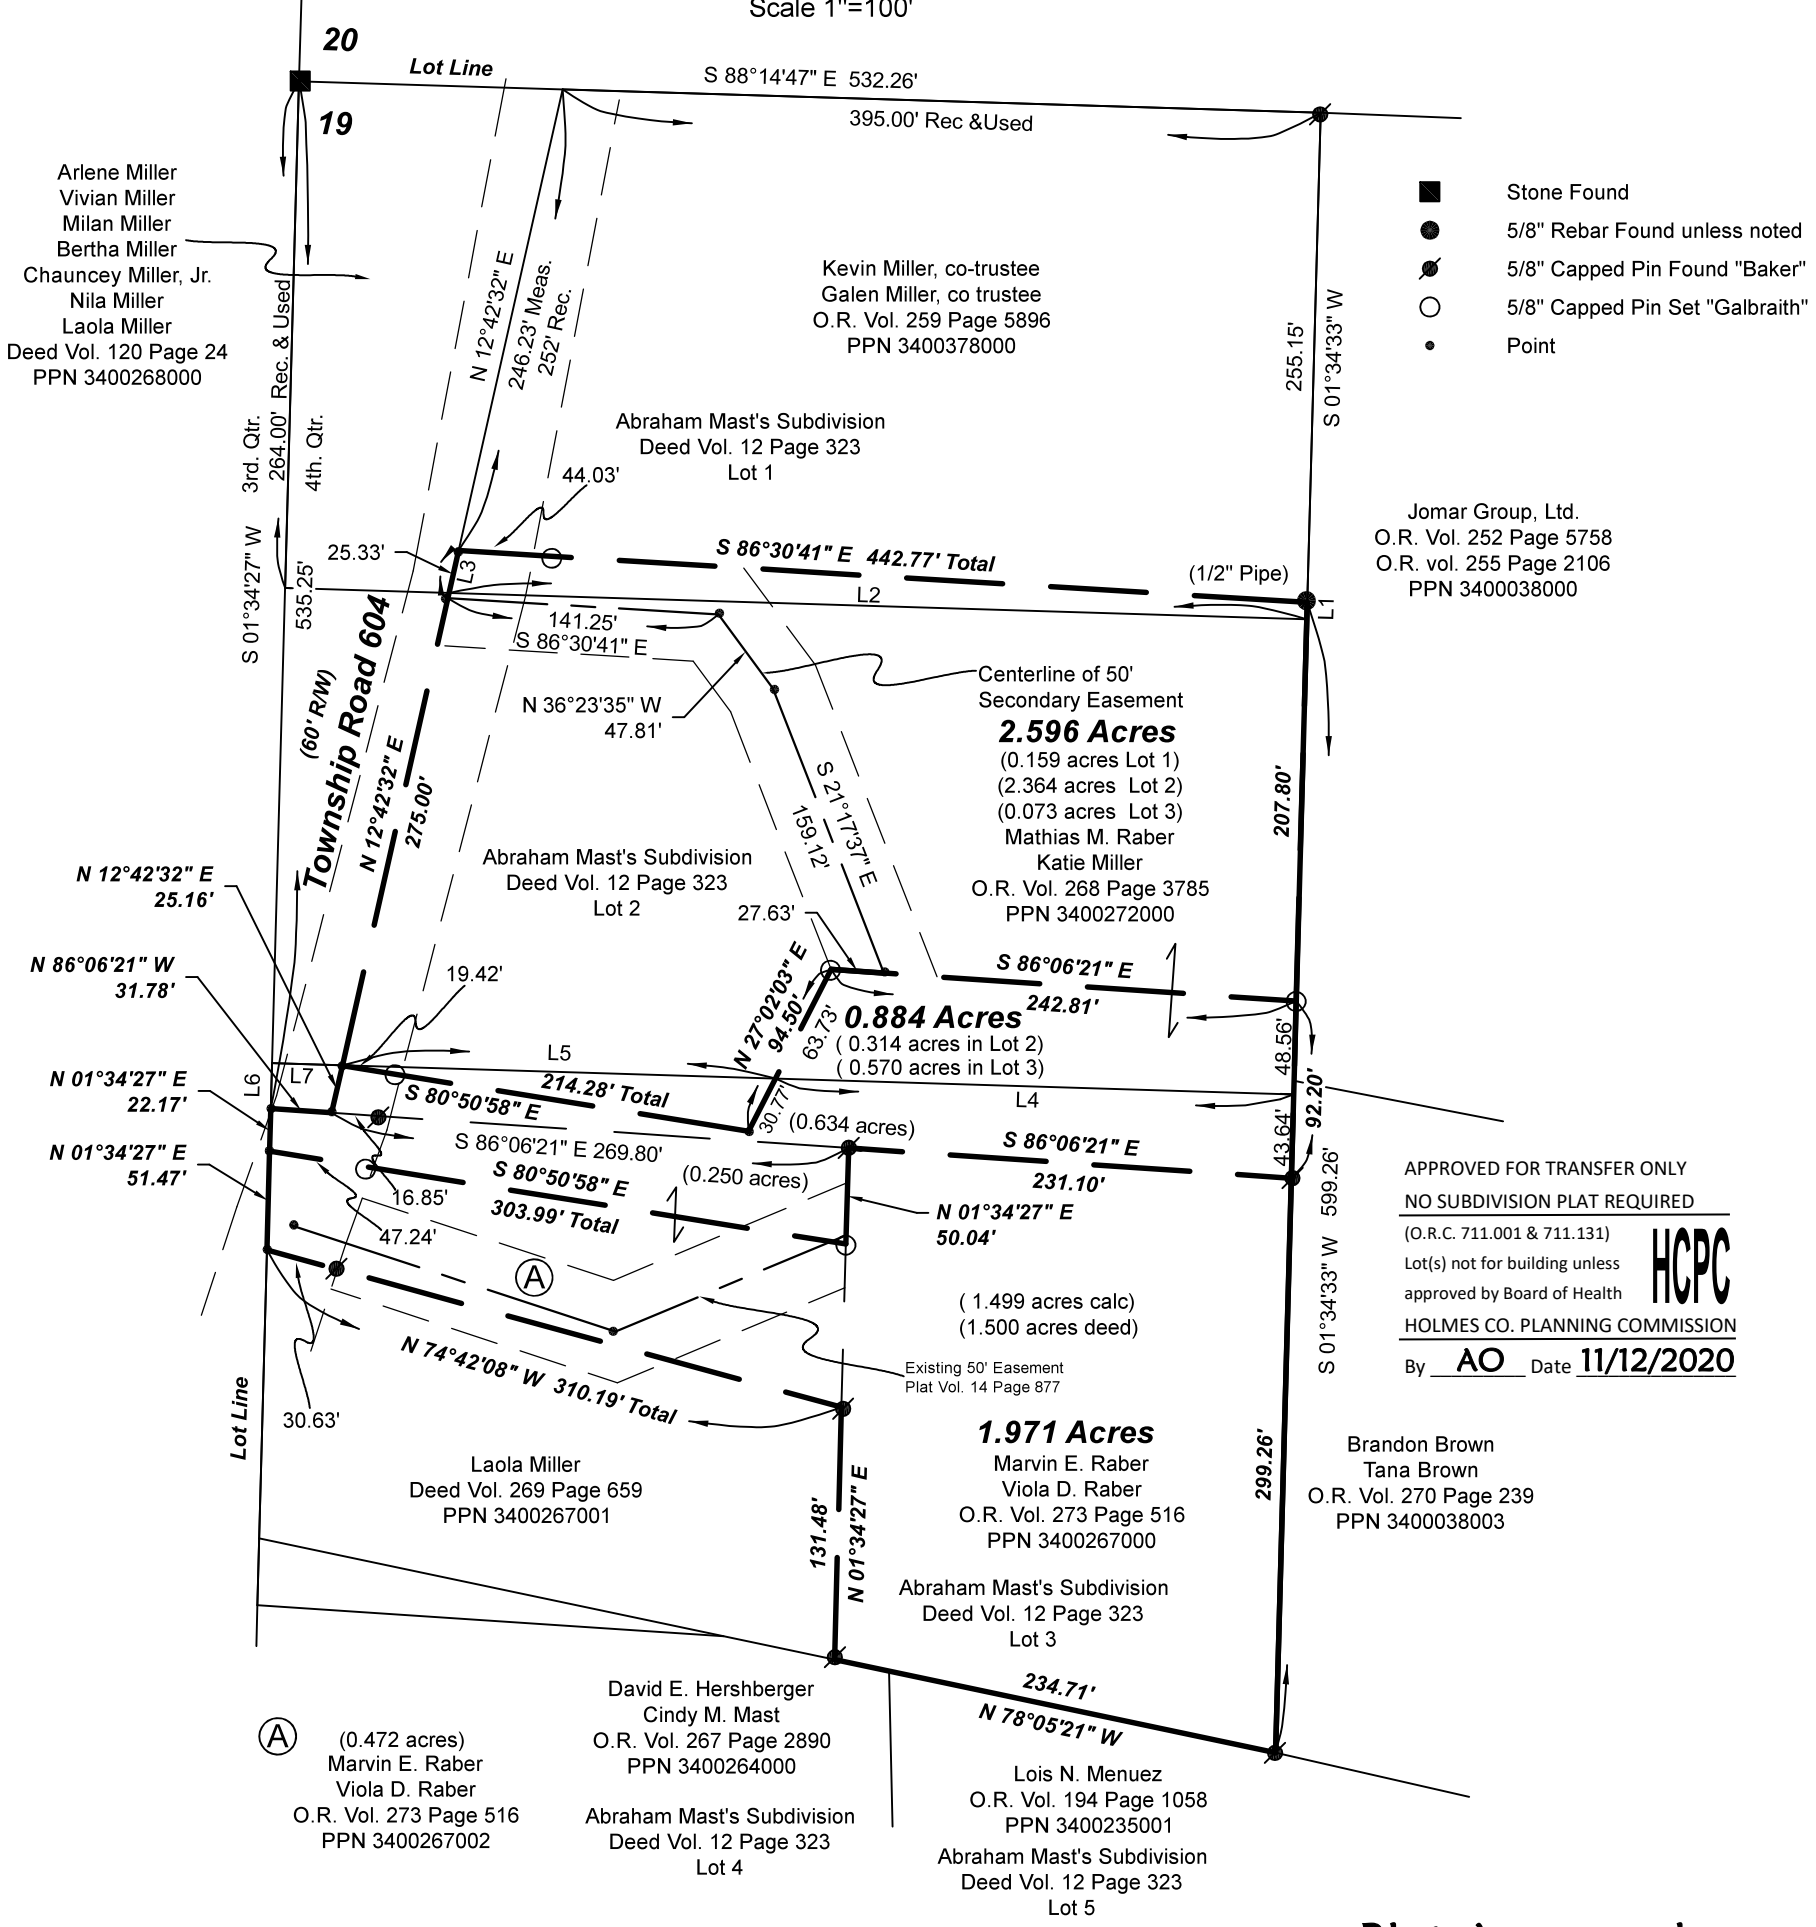 Scale 1"=100'
20
Lot Line
S 88°14'47" E 532.26'
395.00' Rec &Used
19
Arlene Miller
Vivian Miller
Milan Miller
Bertha Miller
Chauncey Miller, Jr.
Nila Miller
Laola Miller
Deed Vol. 120 Page 24
PPN 3400268000
Stone Found
5/8" Rebar Found unless noted
5/8" Capped Pin Found "Baker"
5/8" Capped Pin Set "Galbraith"
Point
Kevin Miller, co-trustee
Galen Miller, co trustee
O.R. Vol. 259 Page 5896
PPN 3400378000
N 12°42'32" E
246.23' Meas.
252' Rec.
255.15'
S 01°34'33" W
3rd. Qtr.
264.00' Rec. & Used
4th. Qtr.
Abraham Mast's Subdivision
Deed Vol. 12 Page 323
Lot 1
44.03'
Jomar Group, Ltd.
O.R. Vol. 252 Page 5758
O.R. vol. 255 Page 2106
PPN 3400038000
S 01°34'27" W
535.25'
25.33'
L3
S 86°30'41" E 442.77' Total
(1/2" Pipe)
L2
L1
141.25'
S 86°30'41" E
N 36°23'35" W
47.81'
Centerline of 50'
Secondary Easement
2.596 Acres
(0.159 acres Lot 1)
(2.364 acres Lot 2)
(0.073 acres Lot 3)
Mathias M. Raber
Katie Miller
O.R. Vol. 268 Page 3785
PPN 3400272000
(60' R/W)
Township Road 604
N 12°42'32" E
275.00'
S 21°17'37" E
159.12'
207.80'
Abraham Mast's Subdivision
Deed Vol. 12 Page 323
Lot 2
N 12°42'32" E
25.16'
27.63'
N 86°06'21" W
31.78'
19.42'
N 27°02'03" E
94.50'
63.73'
S 86°06'21" E
242.81'
0.884 Acres
( 0.314 acres in Lot 2)
( 0.570 acres in Lot 3)
48.56'
L5
L6
L7
N 01°34'27" E
22.17'
214.28' Total
S 80°50'58" E
30.77'
L4
92.20'
43.64'
(0.634 acres)
S 86°06'21" E 269.80'
S 86°06'21" E
231.10'
N 01°34'27" E
51.47'
S 80°50'58" E
303.99' Total
(0.250 acres)
16.85'
47.24'
N 01°34'27" E
50.04'
S 01°34'33" W 599.26'
APPROVED FOR TRANSFER ONLY
NO SUBDIVISION PLAT REQUIRED
(O.R.C. 711.001 & 711.131)
Lot(s) not for building unless
approved by Board of Health
HCPC
HOLMES CO. PLANNING COMMISSION
By AO Date 11/12/2020
A
( 1.499 acres calc)
(1.500 acres deed)
Existing 50' Easement
Plat Vol. 14 Page 877
N 74°42'08" W 310.19' Total
30.63'
Lot Line
1.971 Acres
Marvin E. Raber
Viola D. Raber
O.R. Vol. 273 Page 516
PPN 3400267000
299.26'
Brandon Brown
Tana Brown
O.R. Vol. 270 Page 239
PPN 3400038003
Laola Miller
Deed Vol. 269 Page 659
PPN 3400267001
131.48'
N 01°34'27" E
Abraham Mast's Subdivision
Deed Vol. 12 Page 323
Lot 3
234.71'
N 78°05'21" W
David E. Hershberger
Cindy M. Mast
O.R. Vol. 267 Page 2890
PPN 3400264000
A
(0.472 acres)
Marvin E. Raber
Viola D. Raber
O.R. Vol. 273 Page 516
PPN 3400267002
Abraham Mast's Subdivision
Deed Vol. 12 Page 323
Lot 4
Lois N. Menuez
O.R. Vol. 194 Page 1058
PPN 3400235001
Abraham Mast's Subdivision
Deed Vol. 12 Page 323
Lot 5